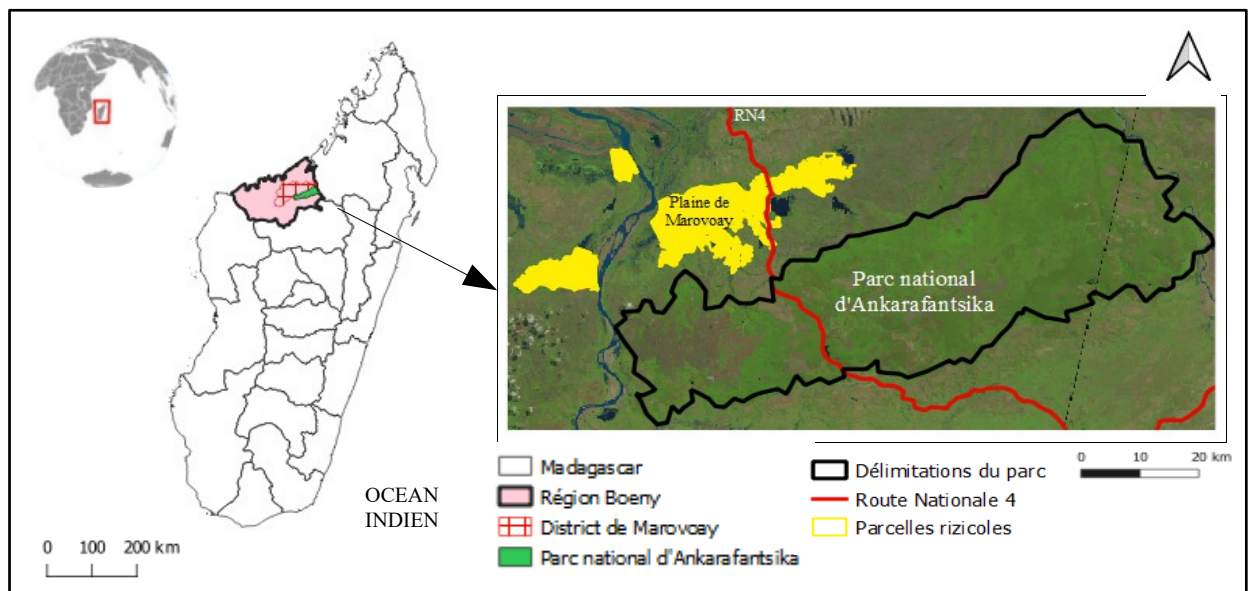 RN4
Plaine de
Marovoay
Parc national
d'Ankarafantsika
OCEAN
INDIEN
0 100 200 km
Madagascar
Région Boeny
District de Marovoay
Parc national d'Ankarafantsika
Délimitations du parc
Route Nationale 4
Parcelles rizicoles
0 10 20 km